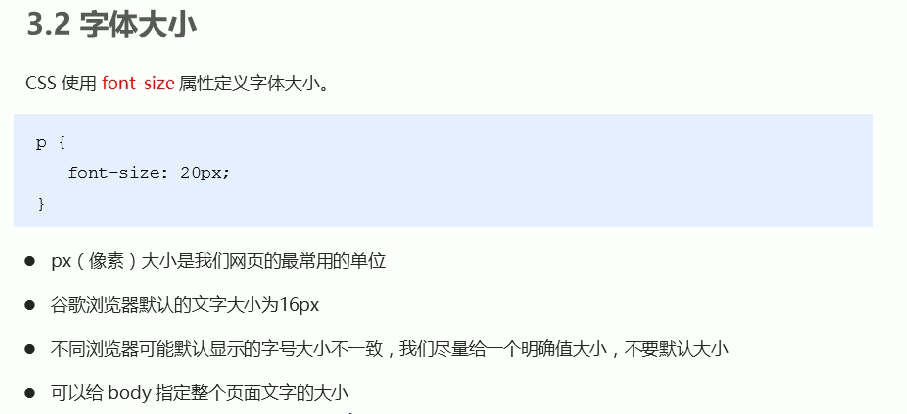 3.2 字体大小
CSS 使用 font-size 属性定义字体大小。
p {
font-size: 20px;
}
● px（像素）大小是我们网页的最常用的单位
● 谷歌浏览器默认的文字大小为16px
● 不同浏览器可能默认显示的字号大小不一致，我们尽量给一个明确值大小，不要默认大小
● 可以给 body 指定整个页面文字的大小